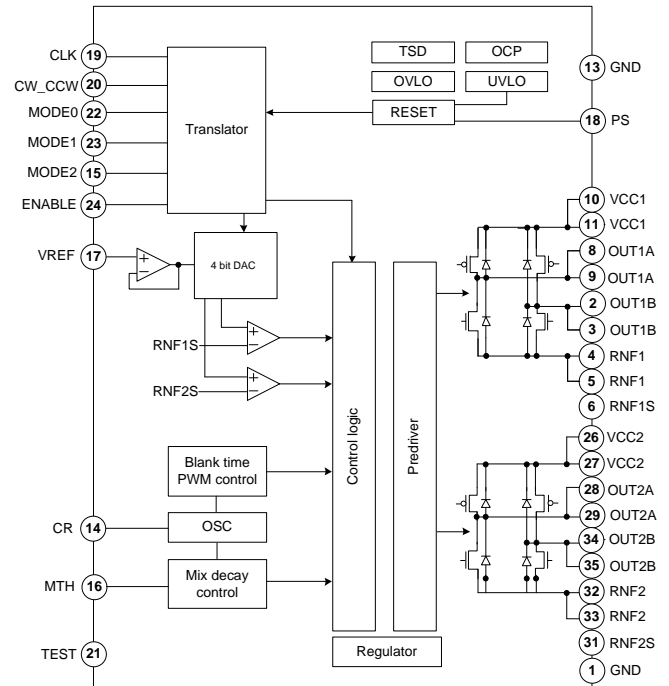 CLK 19
CW_CCW 20
MODE0 22
MODE1 23
MODE2 15
ENABLE 24
VREF 17
Translator
TSD
OCP
OVLO
UVLO
RESET
13 GND
18 PS
4 bit DAC
+
−
+
−
RNF1S
+
−
RNF2S
Blank time
PWM control
OSC
Mix decay
control
CR 14
MTH 16
TEST 21
Control logic
Predriver
Regulator
10 VCC1
11 VCC1
8 OUT1A
9 OUT1A
2 OUT1B
3 OUT1B
4 RNF1
5 RNF1
6 RNF1S
26 VCC2
27 VCC2
28 OUT2A
29 OUT2A
34 OUT2B
35 OUT2B
32 RNF2
33 RNF2
31 RNF2S
1 GND